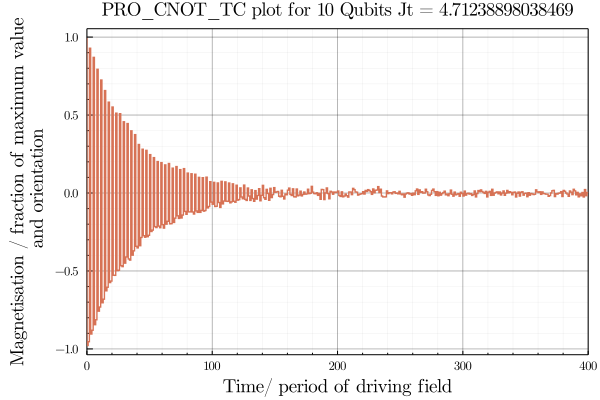 PRO_CNOT_TC plot for 10 Qubits Jt = 4.71238898038469
Magnetisation / fraction of maximum value
and orientation
1.0
0.5
0.0
−0.5
−1.0
0 100 200 300 400
Time/ period of driving field